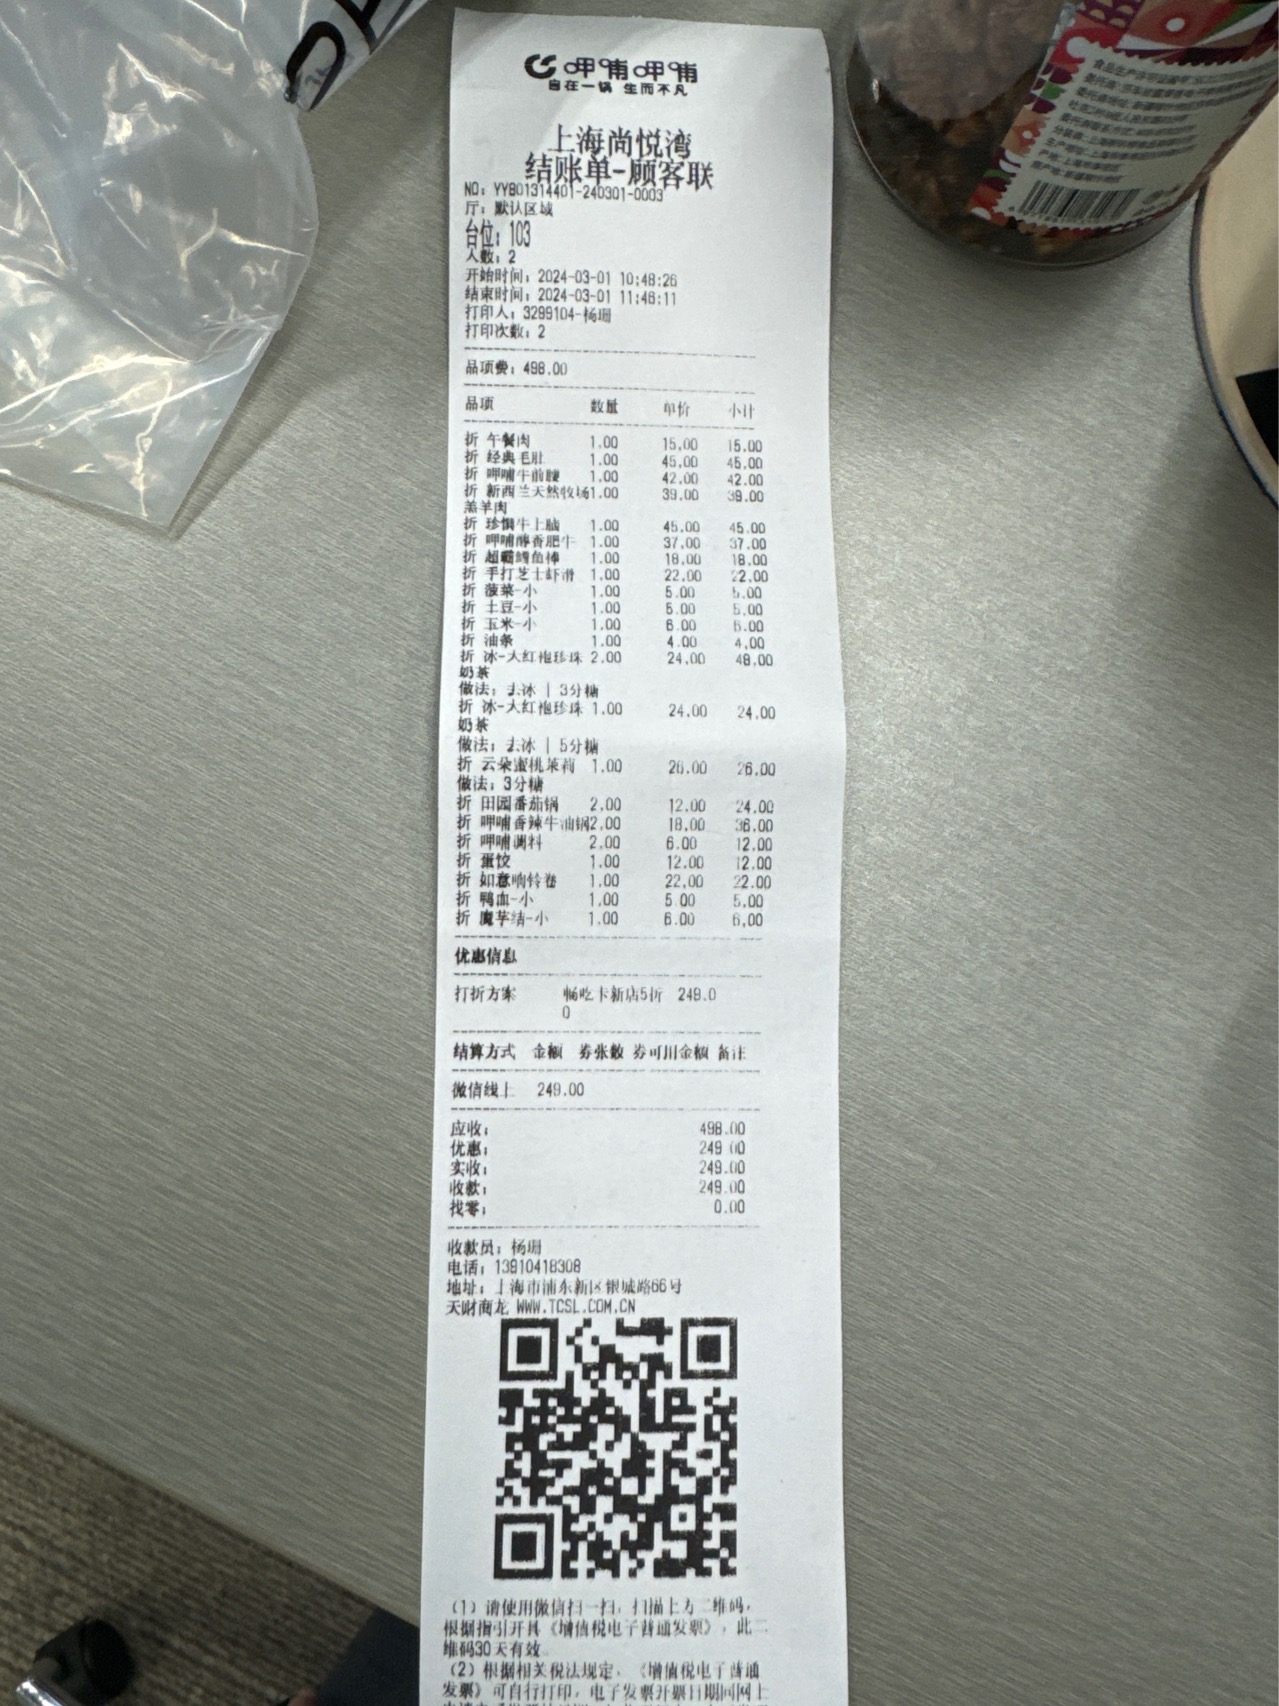 呷哺呷哺
自在一锅 生而不凡
上海尚悦湾
结账单-顾客联
NO: YYB01314401-240301-0003
厅: 默认区域
台位: 103
人数: 2
开始时间: 2024-03-01 10:48:26
结束时间: 2024-03-01 11:46:11
打印人: 3299104-杨珊
打印次数: 2
品项费: 498.00
品项 数量 单价 小计
折 午餐肉 1.00 15.00 15.00
折 经典毛肚 1.00 45.00 45.00
折 呷哺牛前腱 1.00 42.00 42.00
折 新西兰天然牧场1.00 39.00 39.00
羔羊肉
折 珍惧牛上脑 1.00 45.00 45.00
折 呷哺醇香肥牛 1.00 37.00 37.00
折 超霸鳕鱼棒 1.00 18.00 18.00
折 手打芝士虾滑 1.00 22.00 22.00
折 菠菜-小 1.00 5.00 5.00
折 土豆-小 1.00 5.00 5.00
折 玉米-小 1.00 6.00 6.00
折 油条 1.00 4.00 4.00
折 冰-大红袍珍珠 2.00 24.00 48.00
奶茶
做法: 去冰 | 3分糖
折 冰-大红袍珍珠 1.00 24.00 24.00
奶茶
做法: 去冰 | 5分糖
折 云朵蜜桃茉莉 1.00 26.00 26.00
做法: 3分糖
折 田园番茄锅 2.00 12.00 24.00
折 呷哺香辣牛油锅2.00 18.00 36.00
折 呷哺调料 2.00 6.00 12.00
折 蛋饺 1.00 12.00 12.00
折 如意响铃卷 1.00 22.00 22.00
折 鸭血-小 1.00 5.00 5.00
折 魔芋结-小 1.00 6.00 6.00
优惠信息
打折方案 畅吃卡新店5折 249.0
0
结算方式 金额 券张数 券可用金额 备注
微信线上 249.00
应收: 498.00
优惠: 249.00
实收: 249.00
收款: 249.00
找零: 0.00
收款员: 杨珊
电话: 13910418308
地址: 上海市浦东新区银城路66号
天财商龙 WWW.TCSL.COM.CN
(1) 请使用微信扫一扫, 扫描上方二维码,
根据指引开具《增值税电子普通发票》, 此二
维码30天有效.
(2) 根据相关税法规定, 《增值税电子普通
发票》可自行打印, 电子发票开票日期同网上